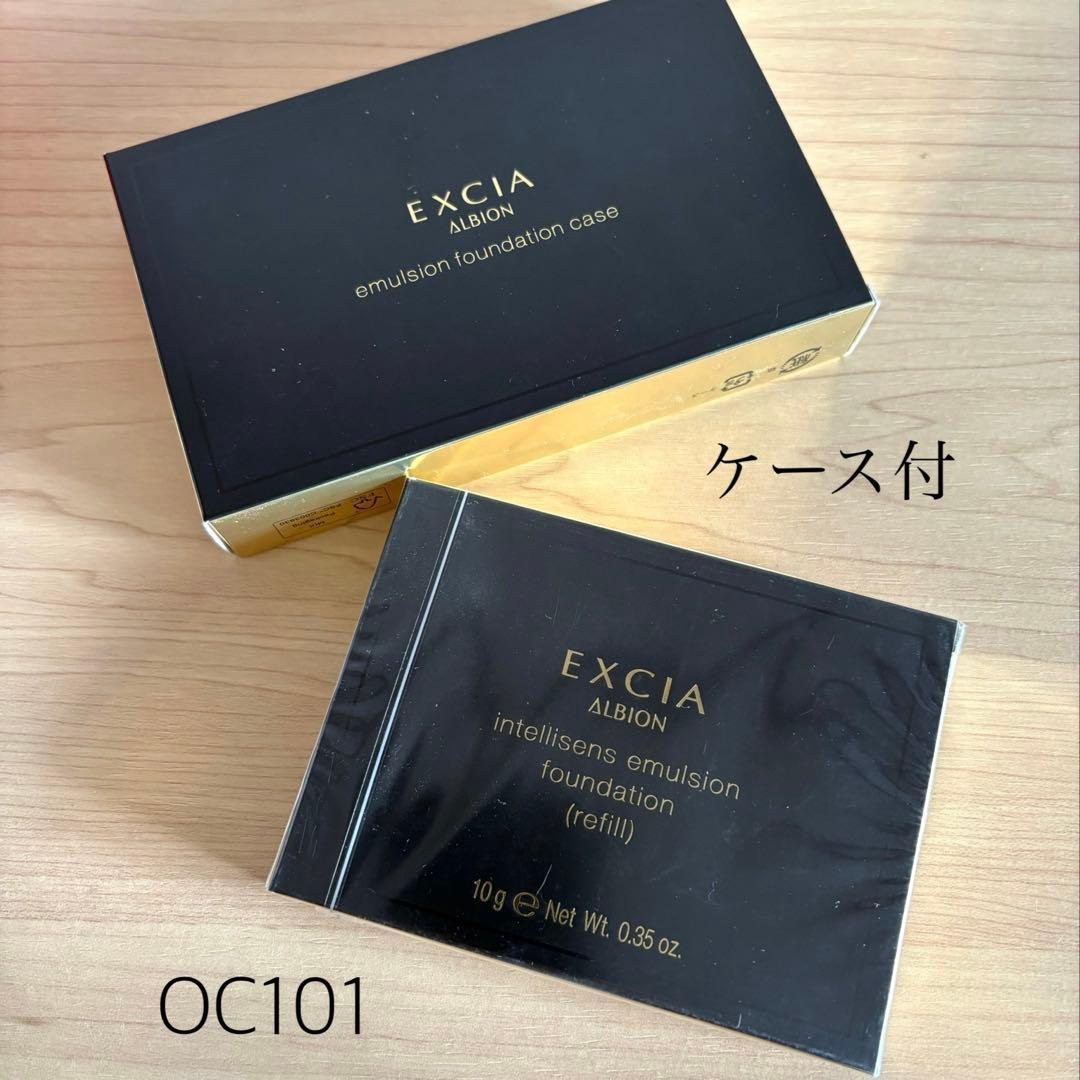 EXCIA
ALBION
emulsion foundation case
ケース付
EXCIA
ALBION
intellisens emulsion
foundation
(refill)
10g ℮ Net Wt. 0.35 oz.
OC101